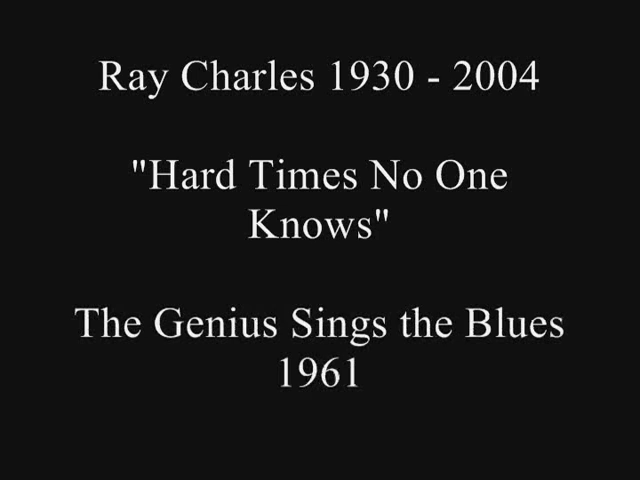 Ray Charles 1930 - 2004
"Hard Times No One
Knows"
The Genius Sings the Blues
1961